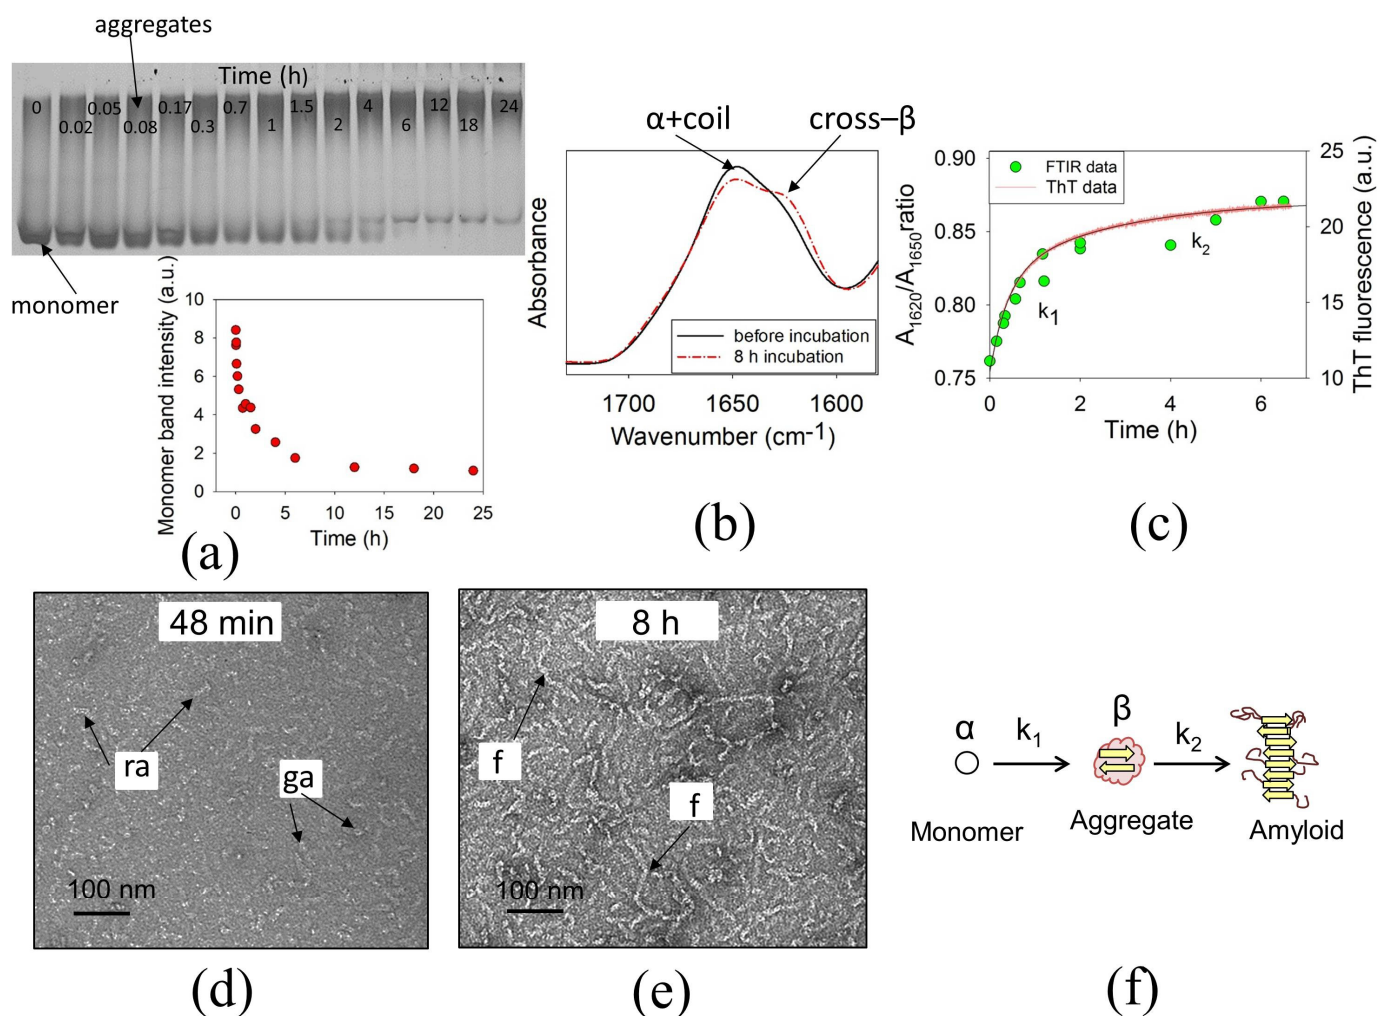 aggregates
Time (h)
0 0.02 0.05 0.08 0.17 0.3 0.7 1 1.5 2 4 6 12 18 24
monomer
Monomer band intensity (a.u.)
10
8
6
4
2
0
0 5 10 15 20 25
Time (h)
(a)
α+coil
cross–β
Absorbance
before incubation
8 h incubation
1700 1650 1600
Wavenumber (cm-1)
(b)
A1620/A1650 ratio
0.90
0.85
0.80
0.75
FTIR data
ThT data
k1
k2
25
20
15
10
ThT fluorescence (a.u.)
0 2 4 6
Time (h)
(c)
48 min
ra
ga
100 nm
(d)
8 h
f
f
100 nm
(e)
α k1 β k2
Monomer Aggregate Amyloid
(f)